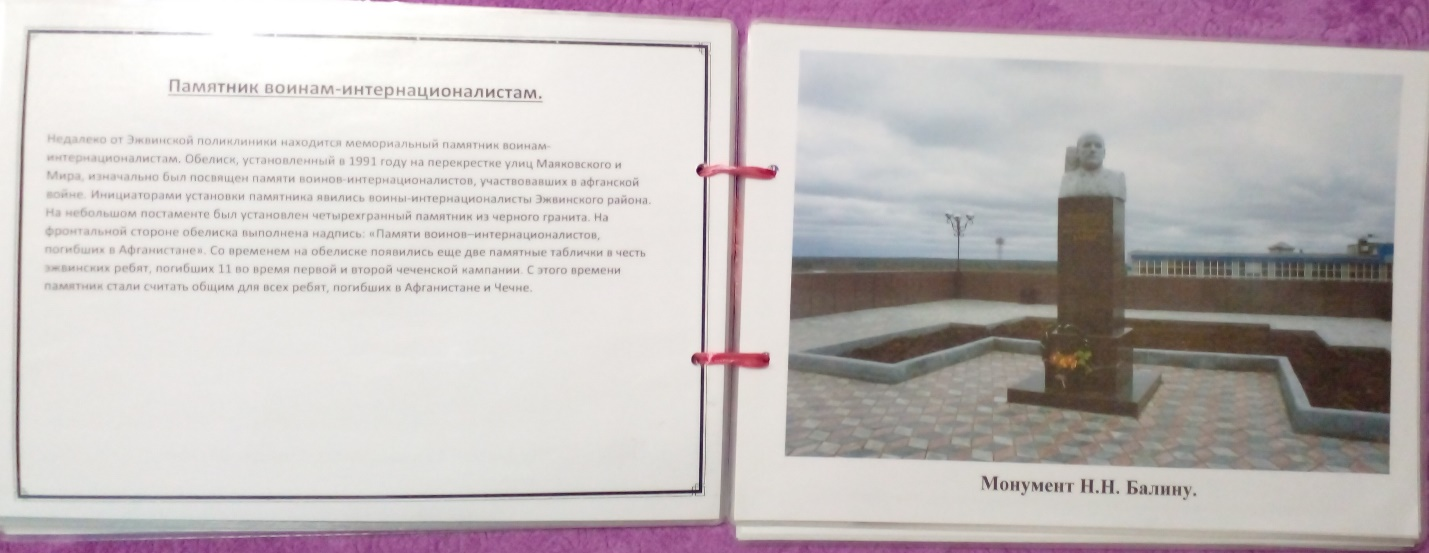 Памятник воинам-интернационалистам.
Недалеко от Эжвинской поликлиники находится мемориальный памятник воинам-
интернационалистам. Обелиск, установленный в 1991 году на перекрестке улиц Маяковского и
Мира, изначально был посвящен памяти воинов-интернационалистов, участвовавших в афганской
войне. Инициаторами установки памятника явились воины-интернационалисты Эжвинского района.
На небольшом постаменте был установлен четырехгранный памятник из черного гранита. На
фронтальной стороне обелиска выполнена надпись: «Памяти воинов–интернационалистов,
погибших в Афганистане». Со временем на обелиске появились еще две памятные таблички в честь
эжвинских ребят, погибших 11 во время первой и второй чеченской кампании. С этого времени
памятник стали считать общим для всех ребят, погибших в Афганистане и Чечне.
Монумент Н.Н. Балину.